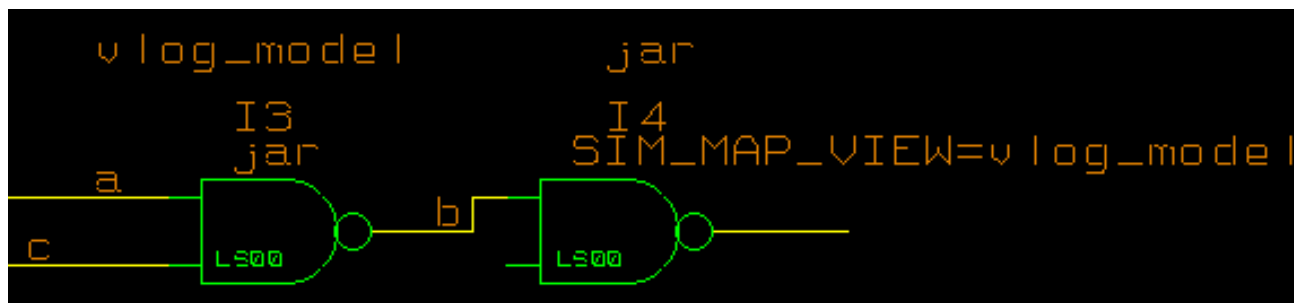 vlog_model jar
I3 I4
jar SIM_MAP_VIEW=vlog_model
a
b
c
LS00 LS00